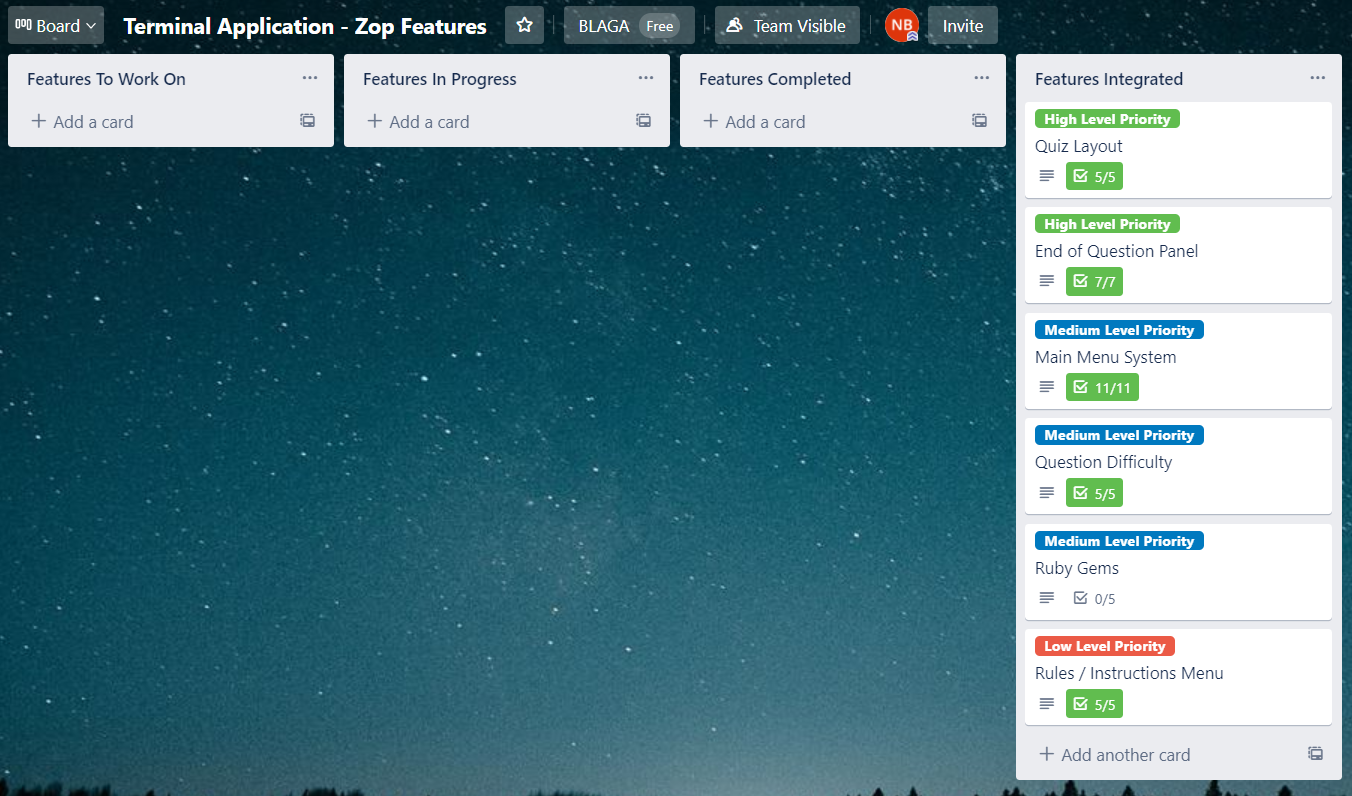 Board
Terminal Application - Zop Features
BLAGA Free
Team Visible
NB
Invite
Features To Work On
Add a card
Features In Progress
Add a card
Features Completed
Add a card
Features Integrated
High Level Priority
Quiz Layout
5/5
High Level Priority
End of Question Panel
7/7
Medium Level Priority
Main Menu System
11/11
Medium Level Priority
Question Difficulty
5/5
Medium Level Priority
Ruby Gems
0/5
Low Level Priority
Rules / Instructions Menu
5/5
Add another card